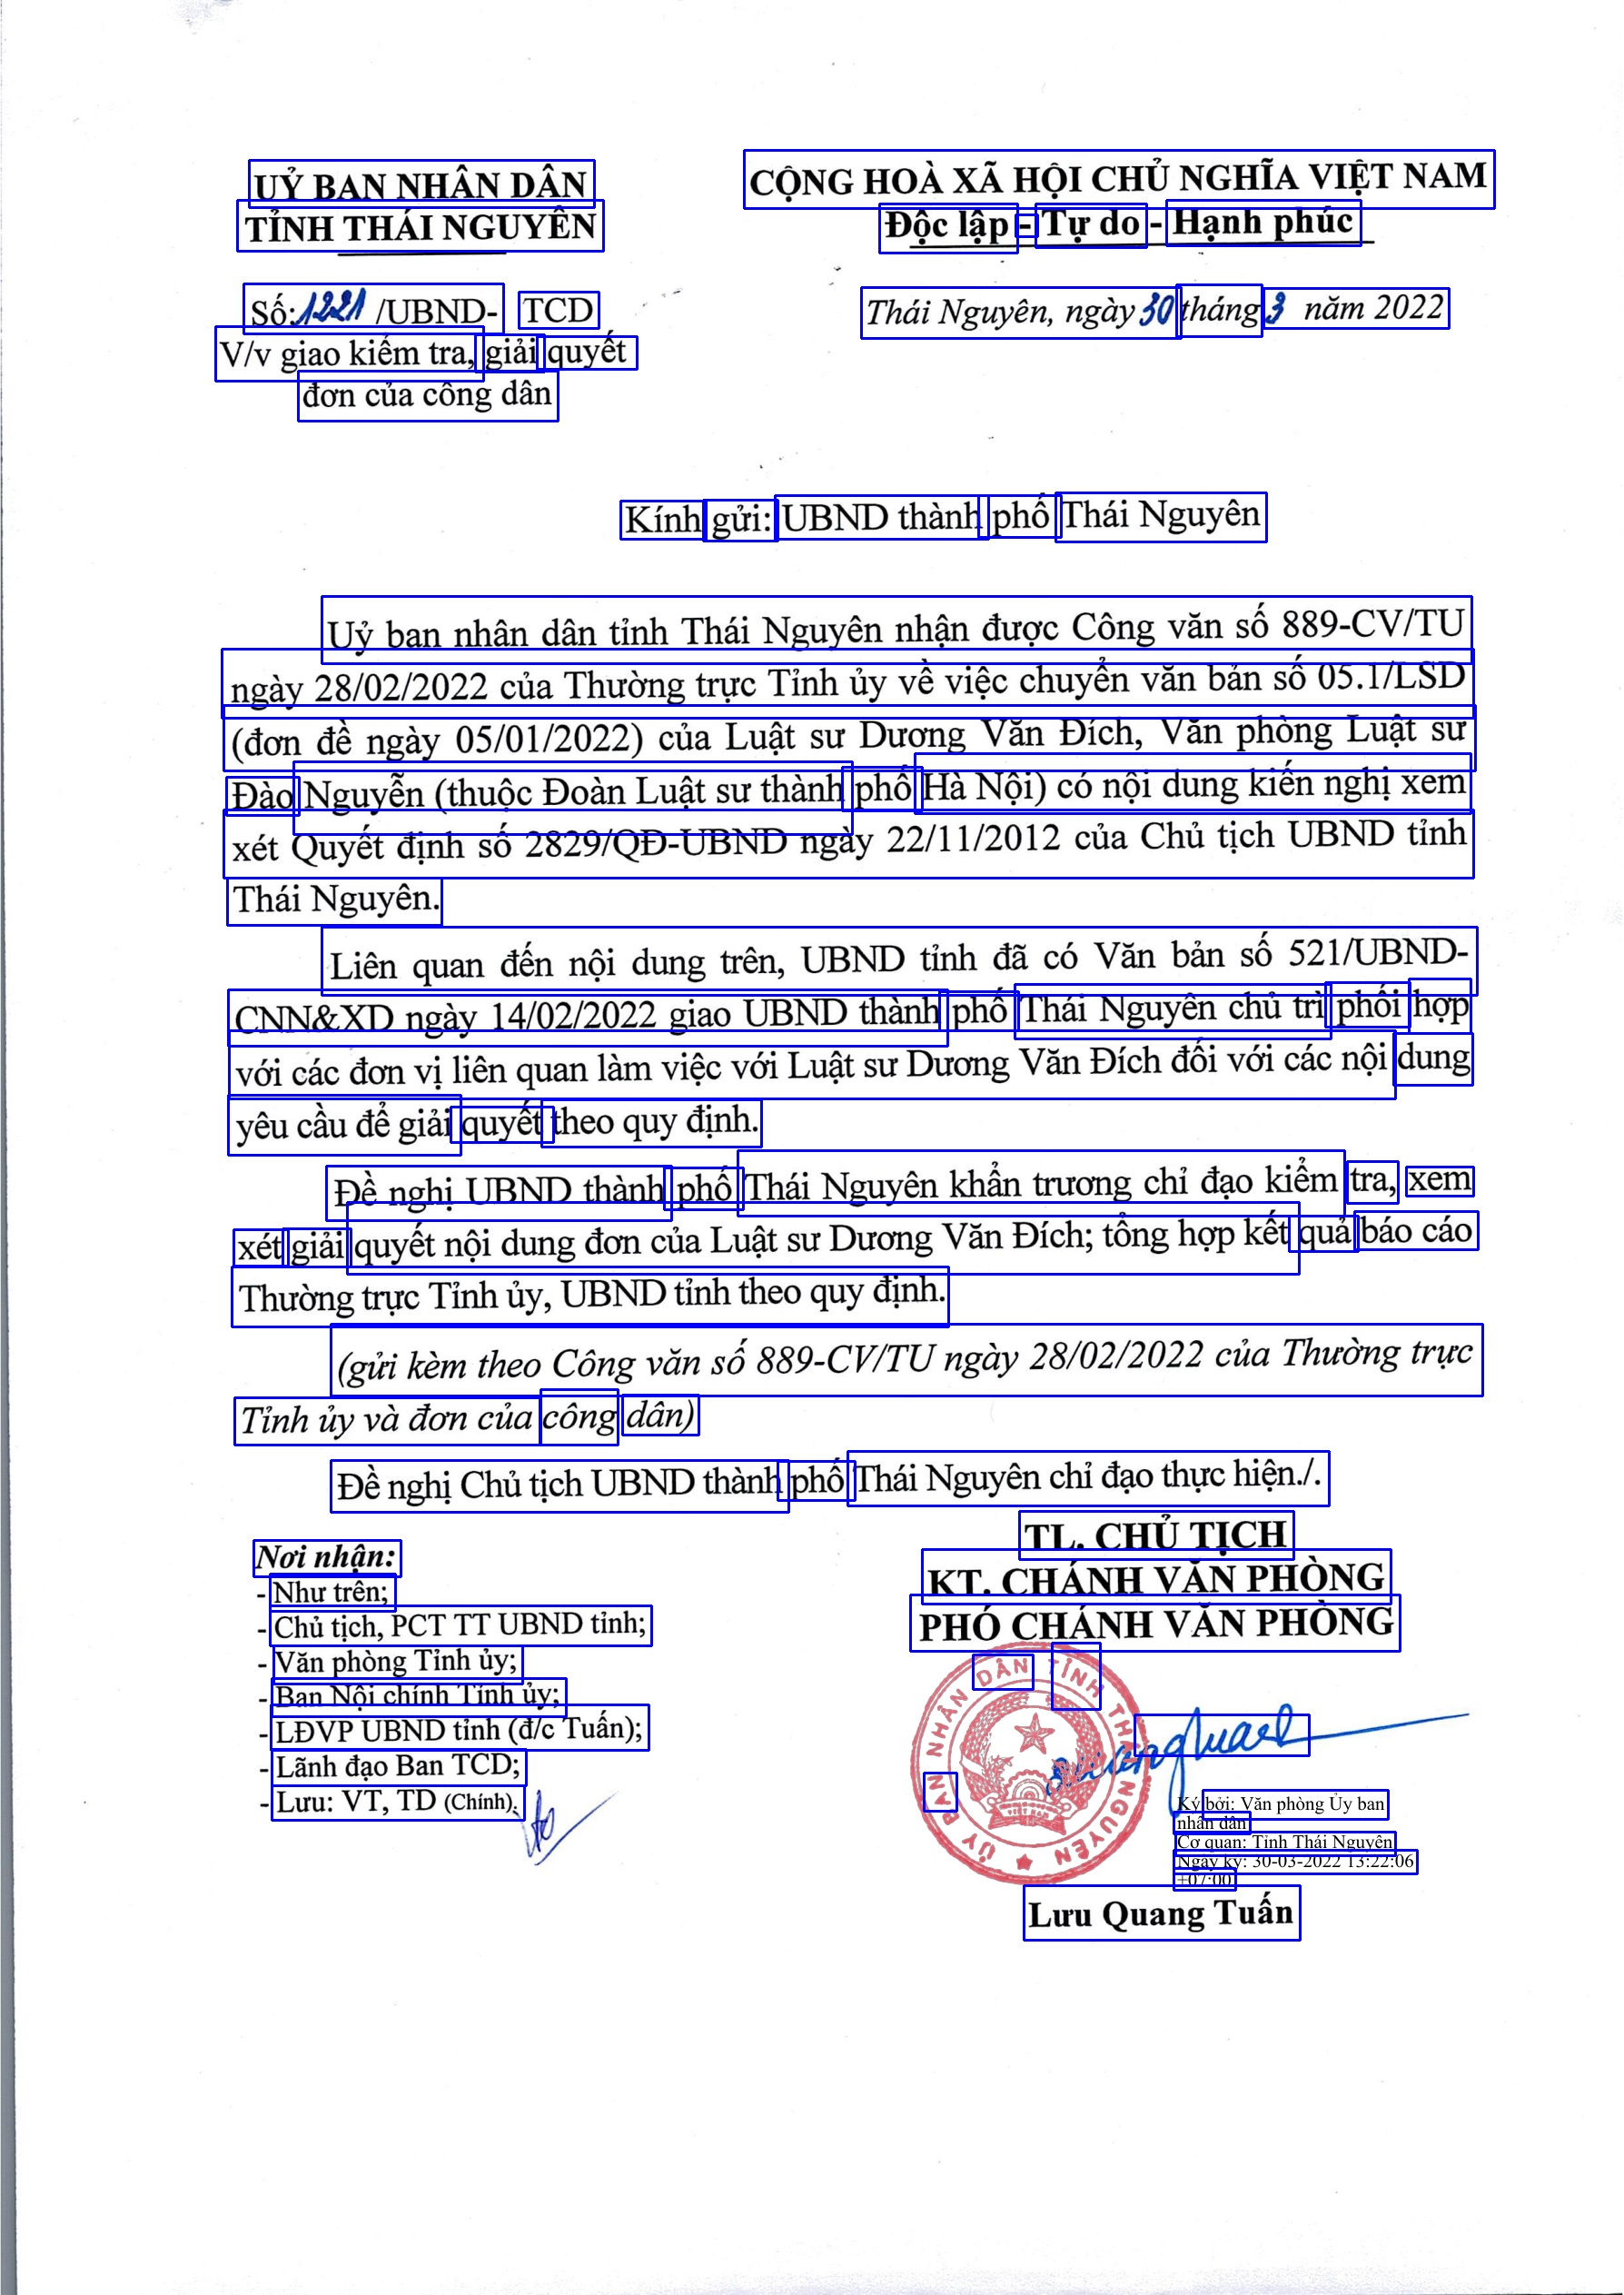 UỶ BAN NHÂN DÂN
TỈNH THÁI NGUYÊN
CỘNG HOÀ XÃ HỘI CHỦ NGHĨA VIỆT NAM
Độc lập - Tự do - Hạnh phúc
Số: 1221 /UBND- TCD
V/v giao kiểm tra, giải quyết
đơn của công dân
Thái Nguyên, ngày 30 tháng 3 năm 2022
Kính gửi: UBND thành phố Thái Nguyên
Uỷ ban nhân dân tỉnh Thái Nguyên nhận được Công văn số 889-CV/TU
ngày 28/02/2022 của Thường trực Tỉnh ủy về việc chuyển văn bản số 05.1/LSD
(đơn đề ngày 05/01/2022) của Luật sư Dương Văn Đích, Văn phòng Luật sư
Đào Nguyễn (thuộc Đoàn Luật sư thành phố Hà Nội) có nội dung kiến nghị xem
xét Quyết định số 2829/QĐ-UBND ngày 22/11/2012 của Chủ tịch UBND tỉnh
Thái Nguyên.
Liên quan đến nội dung trên, UBND tỉnh đã có Văn bản số 521/UBND-
CNN&XD ngày 14/02/2022 giao UBND thành phố Thái Nguyên chủ trì phối hợp
với các đơn vị liên quan làm việc với Luật sư Dương Văn Đích đối với các nội dung
yêu cầu để giải quyết theo quy định.
Đề nghị UBND thành phố Thái Nguyên khẩn trương chỉ đạo kiểm tra, xem
xét giải quyết nội dung đơn của Luật sư Dương Văn Đích; tổng hợp kết quả báo cáo
Thường trực Tỉnh ủy, UBND tỉnh theo quy định.
(gửi kèm theo Công văn số 889-CV/TU ngày 28/02/2022 của Thường trực
Tỉnh ủy và đơn của công dân)
Đề nghị Chủ tịch UBND thành phố Thái Nguyên chỉ đạo thực hiện./.
Nơi nhận:
- Như trên;
- Chủ tịch, PCT TT UBND tỉnh;
- Văn phòng Tỉnh ủy;
- Ban Nội chính Tỉnh ủy;
- LĐVP UBND tỉnh (đ/c Tuấn);
- Lãnh đạo Ban TCD;
- Lưu: VT, TD (Chính).
TL. CHỦ TỊCH
KT. CHÁNH VĂN PHÒNG
PHÓ CHÁNH VĂN PHÒNG
ỦY BAN NHÂN DÂN TỈNH THÁI NGUYÊN
Ký bởi: Văn phòng Ủy ban
nhân dân
Cơ quan: Tỉnh Thái Nguyên
Ngày ký: 30-03-2022 13:22:06
+07:00
Lưu Quang Tuấn